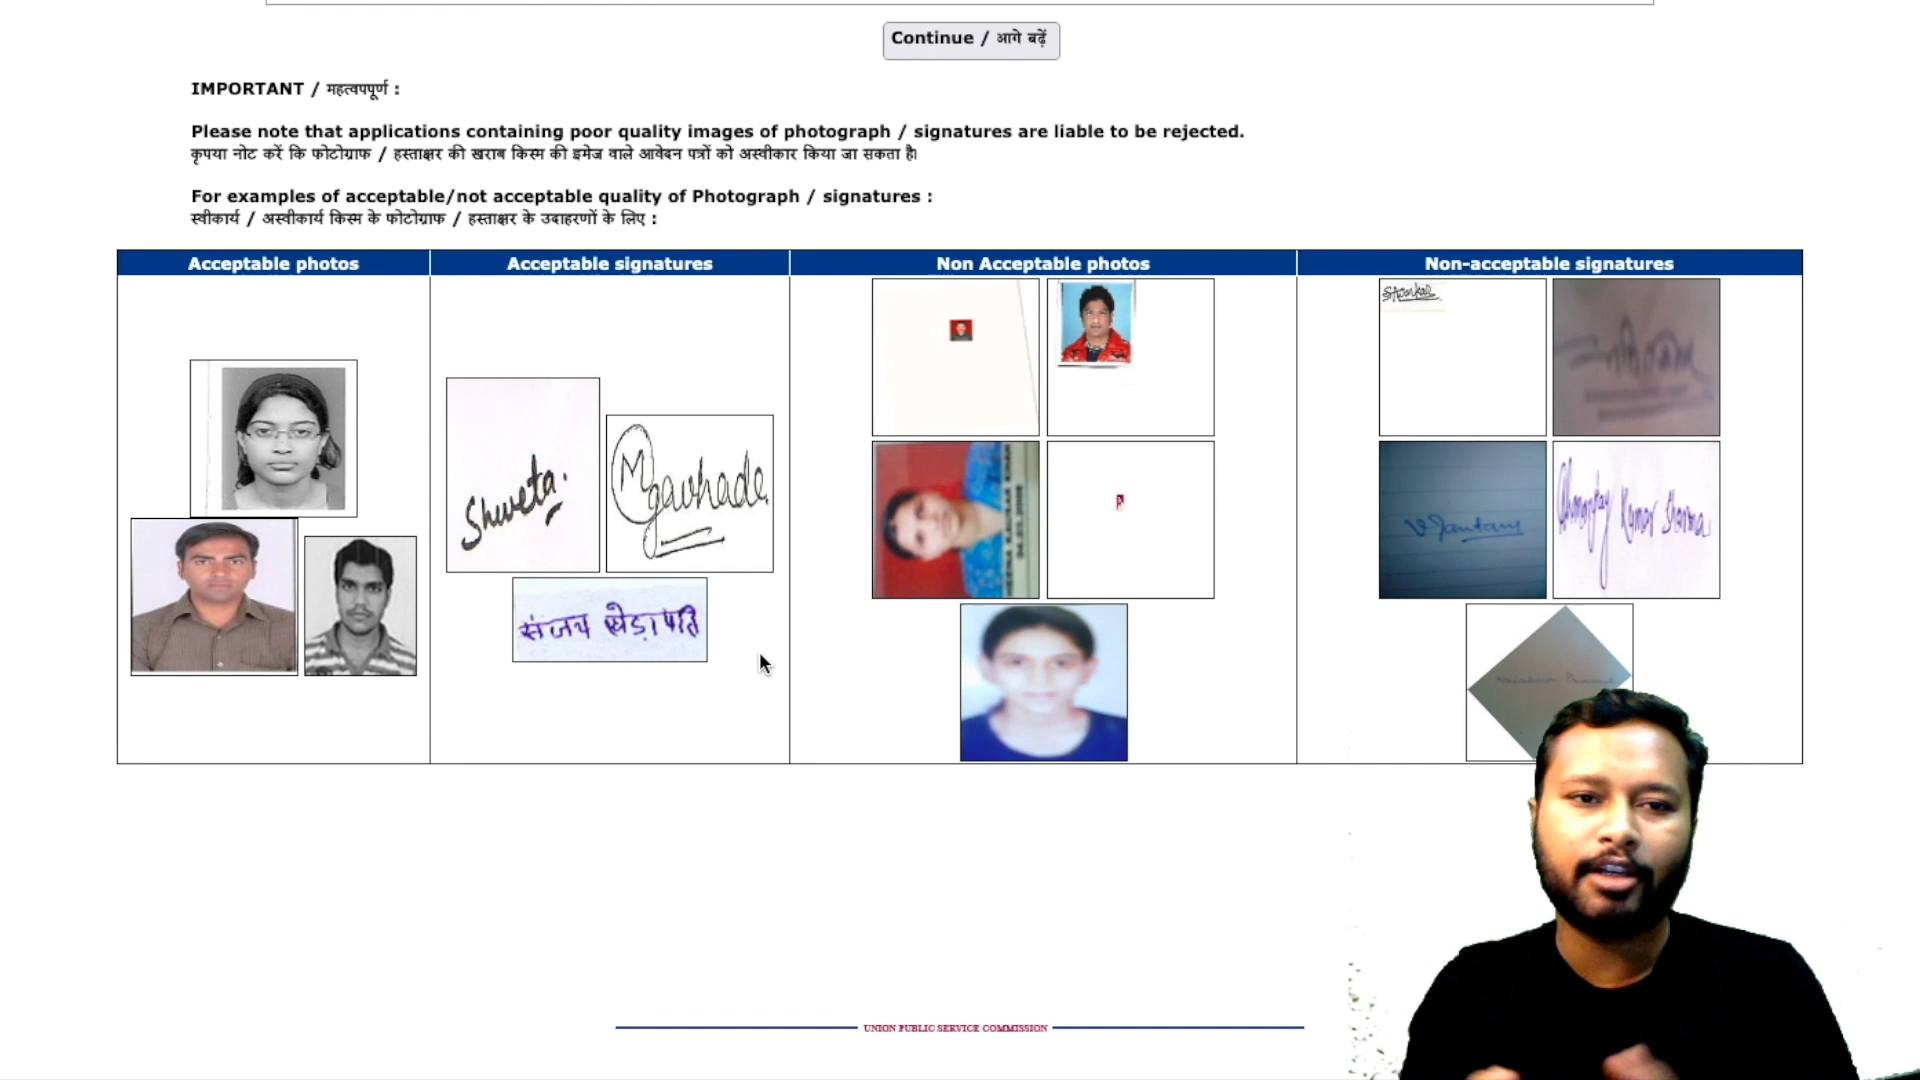 Continue / आगे बढ़ें
IMPORTANT / महत्वपपूर्ण :
Please note that applications containing poor quality images of photograph / signatures are liable to be rejected.
कृपया नोट करें कि फोटोग्राफ / हस्ताक्षर की खराब किस्म की इमेज वाले आवेदन पत्रों को अस्वीकार किया जा सकता है।
For examples of acceptable/not acceptable quality of Photograph / signatures :
स्वीकार्य / अस्वीकार्य किस्म के फोटोग्राफ / हस्ताक्षर के उदाहरणों के लिए :
Acceptable photos
Acceptable signatures
Non Acceptable photos
Non-acceptable signatures
Shweta.
संजय खेडापति
Kumar Sharma
UNION PUBLIC SERVICE COMMISSION